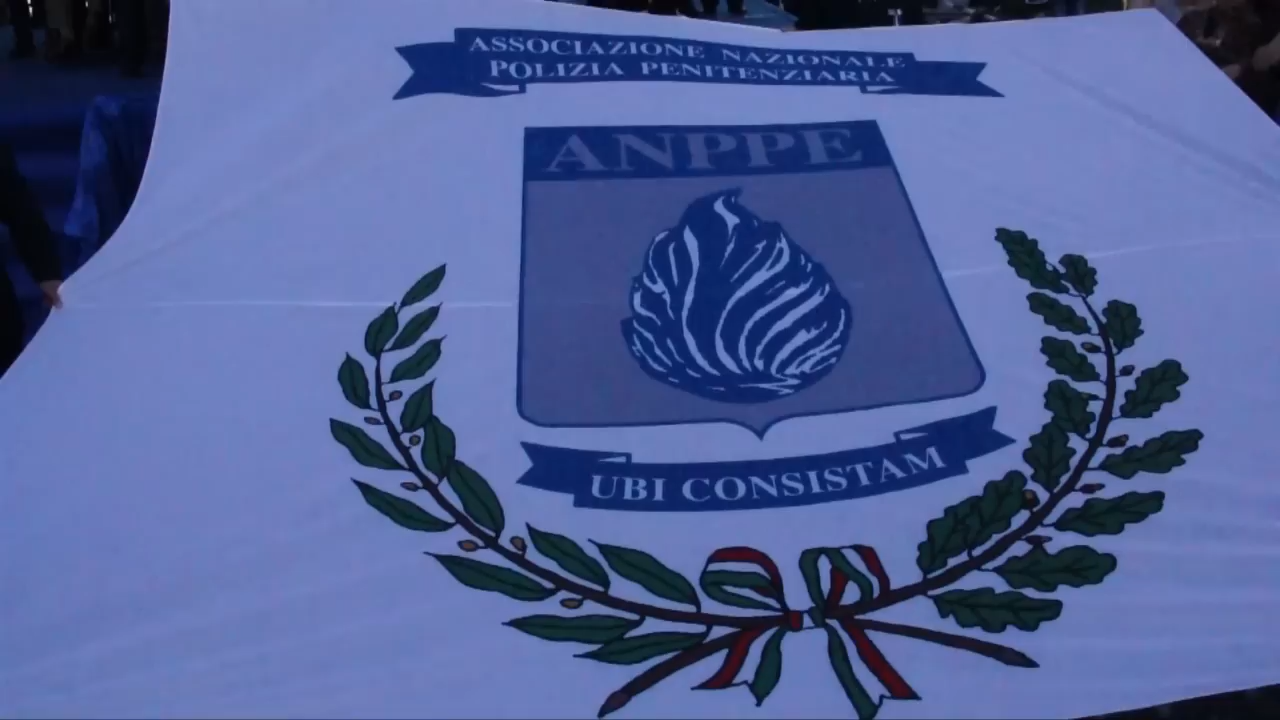 ASSOCIAZIONE NAZIONALE
POLIZIA PENITENZIARIA
ANPPE
UBI CONSISTAM